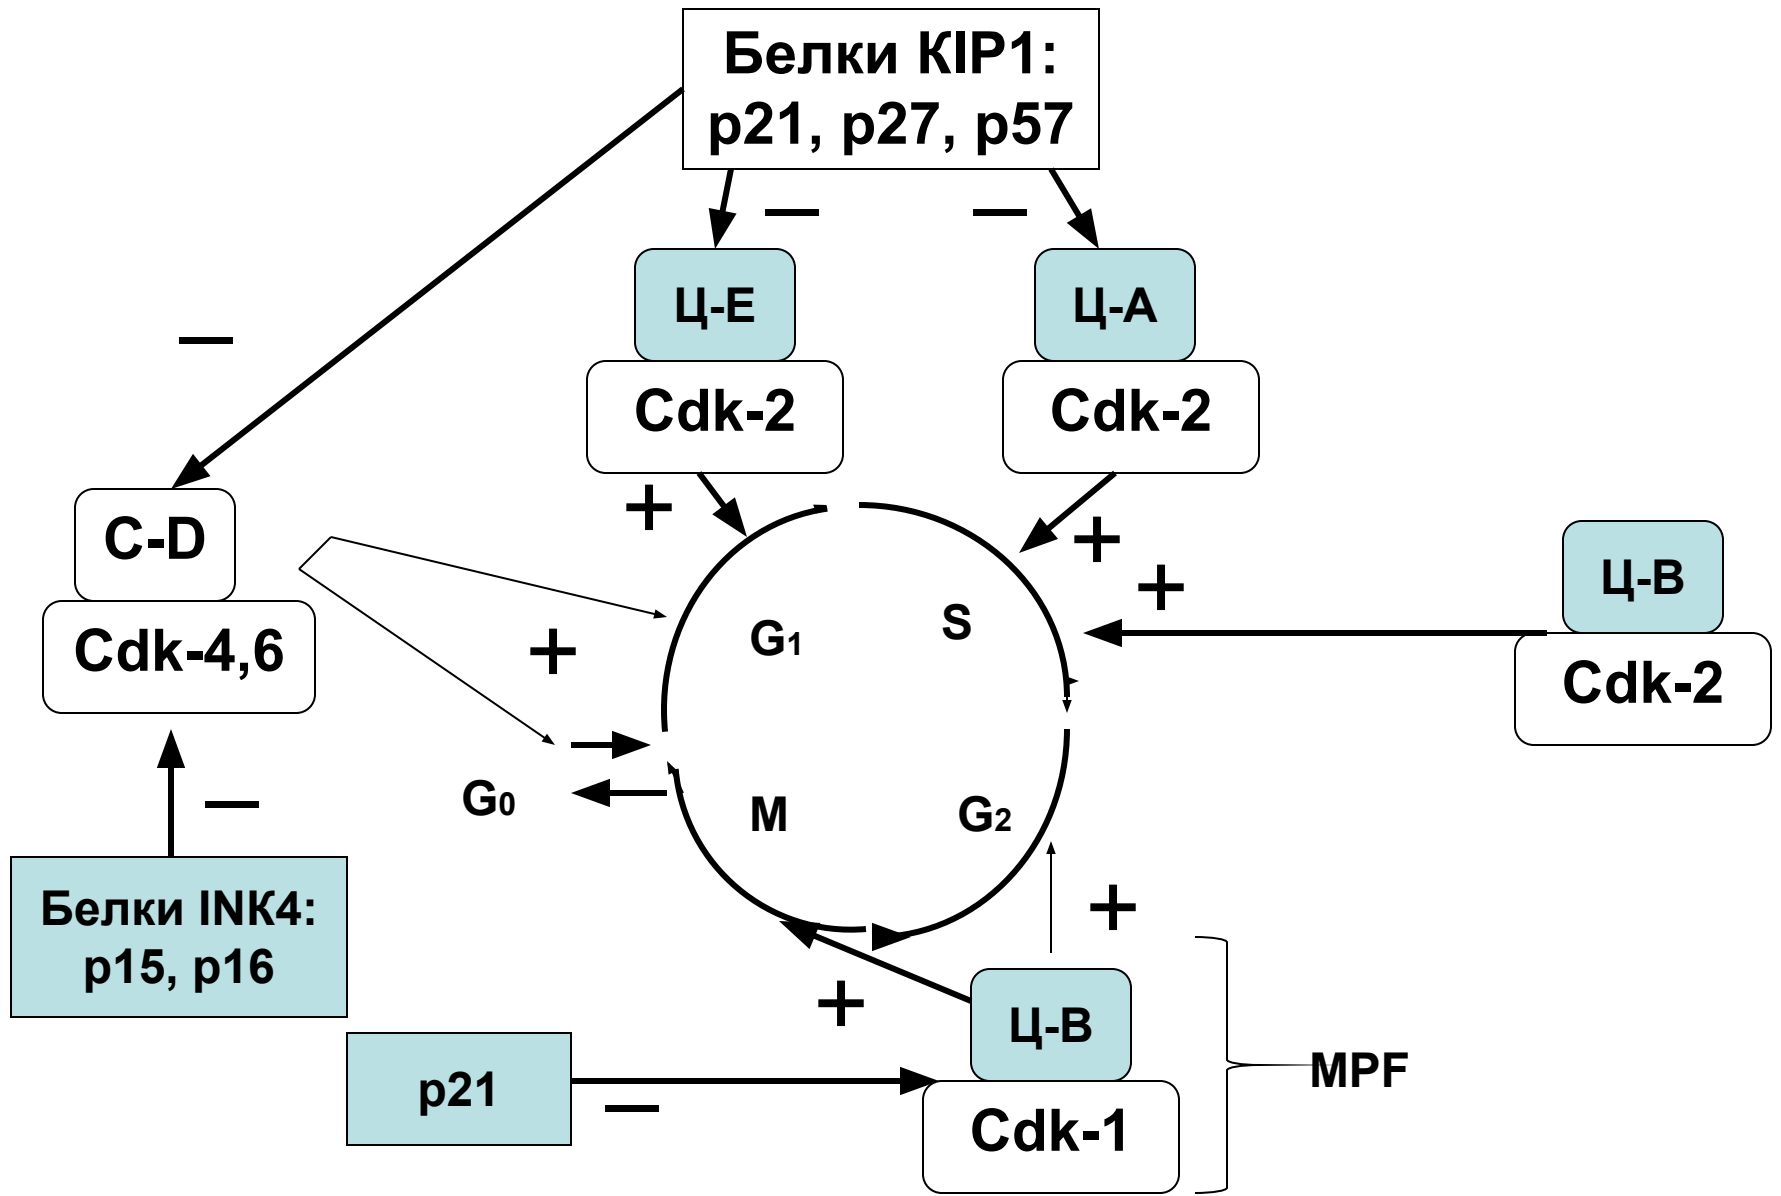 Белки KIP1:
p21, p27, p57
Ц-Е
Ц-А
Cdk-2
Cdk-2
C-D
Cdk-4,6
Ц-В
Cdk-2
+
+
+
+
G1
S
G0
M
G2
+
+
Белки INK4:
p15, p16
p21
Ц-В
Cdk-1
MPF